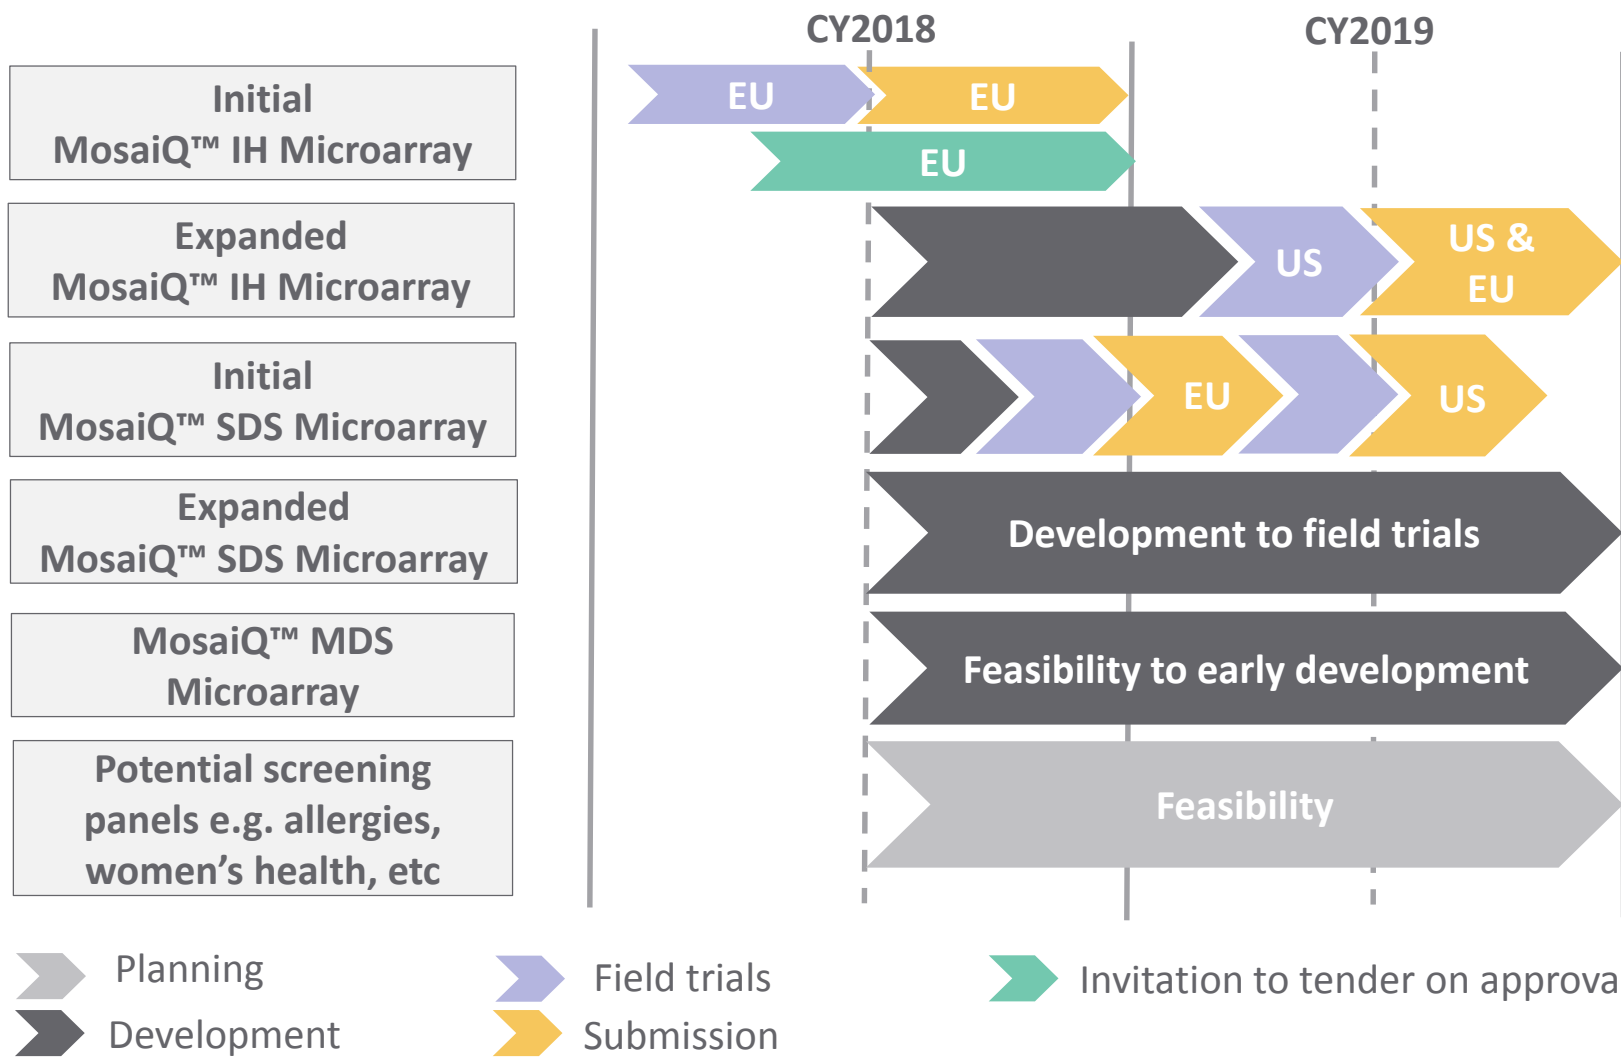 CY2018
CY2019
Initial
MosaiQ™ IH Microarray
EU
EU
EU
Expanded
MosaiQ™ IH Microarray
US
US &
EU
Initial
MosaiQ™ SDS Microarray
EU
US
Expanded
MosaiQ™ SDS Microarray
Development to field trials
MosaiQ™ MDS
Microarray
Feasibility to early development
Potential screening
panels e.g. allergies,
women's health, etc
Feasibility
Planning
Field trials
Invitation to tender on approva
Development
Submission